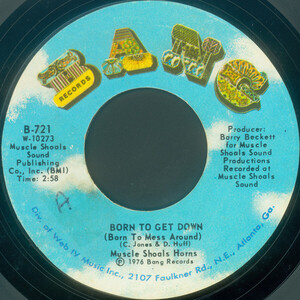 BANG
RECORDS
B-721
W-10273
Muscle Shoals
Sound
Publishing
Co., Inc. (BMI)
Time: 2:58
Producer:
Barry Beckett
for Muscle
Shoals Sound
Productions
Recorded at
Muscle Shoals
Sound
BORN TO GET DOWN
(Born To Mess Around)
(C. Jones & D. Huff)
Muscle Shoals Horns
℗ 1976 Bang Records
Div. of Web IV Music Inc., 2107 Faulkner Rd., N.E., Atlanta, Ga.